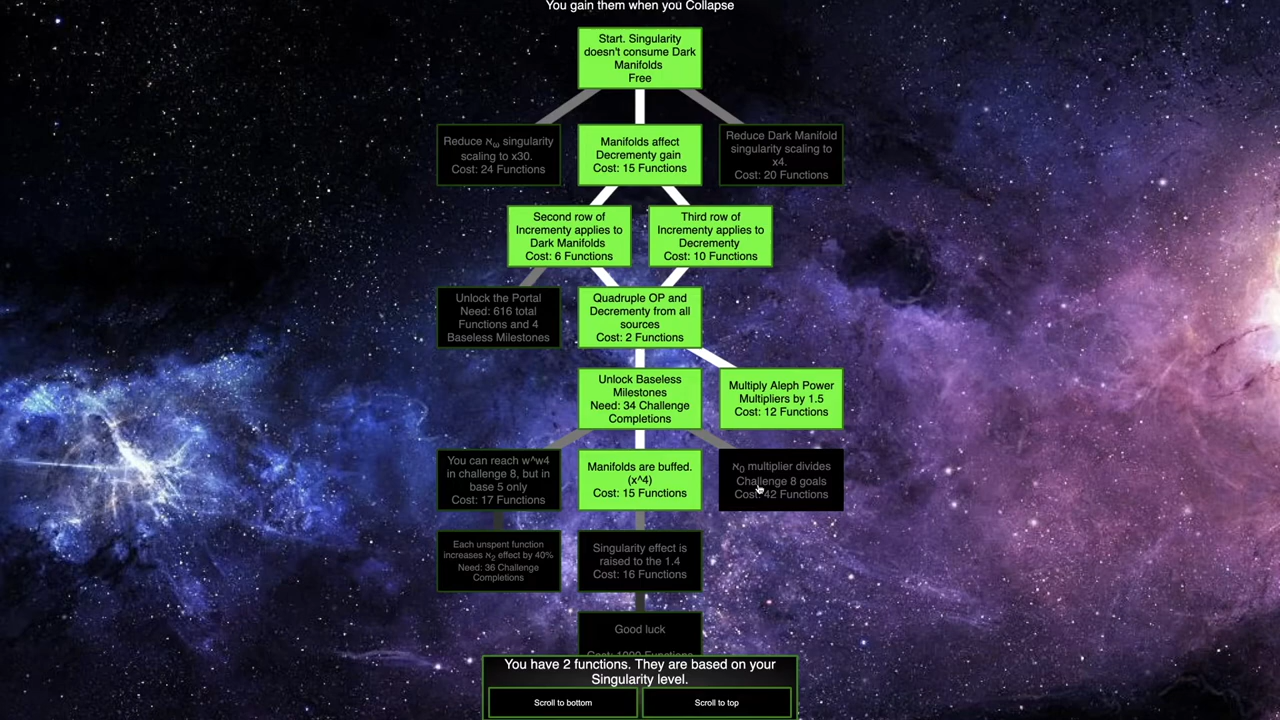 You gain them when you Collapse
Start. Singularity
doesn't consume Dark
Manifolds
Free
Reduce ℵω singularity
scaling to x30.
Cost: 24 Functions
Manifolds affect
Decrementy gain
Cost: 15 Functions
Reduce Dark Manifold
singularity scaling to
x4.
Cost: 20 Functions
Second row of
Incrementy applies to
Dark Manifolds
Cost: 6 Functions
Third row of
Incrementy applies to
Decrementy
Cost: 10 Functions
Unlock the Portal
Need: 616 total
Functions and 4
Baseless Milestones
Quadruple OP and
Decrementy from all
sources
Cost: 2 Functions
Unlock Baseless
Milestones
Need: 34 Challenge
Completions
Multiply Aleph Power
Multipliers by 1.5
Cost: 12 Functions
You can reach w^w4
in challenge 8, but in
base 5 only
Cost: 17 Functions
Manifolds are buffed.
(x^4)
Cost: 15 Functions
ℵ0 multiplier divides
Challenge 8 goals
Cost: 42 Functions
Each unspent function
increases ℵ2 effect by 40%
Need: 36 Challenge
Completions
Singularity effect is
raised to the 1.4
Cost: 16 Functions
Good luck
Cost: 1000 Functions
You have 2 functions. They are based on your
Singularity level.
Scroll to bottom
Scroll to top